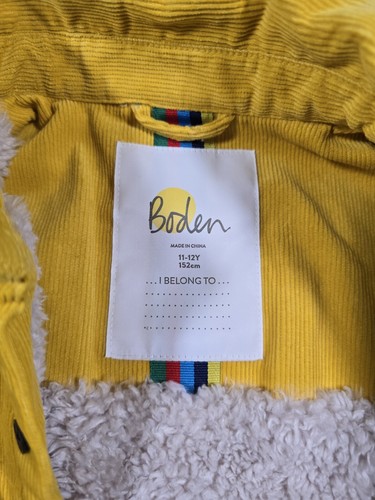 Boden
MADE IN CHINA
11-12Y
152cm
...I BELONG TO...